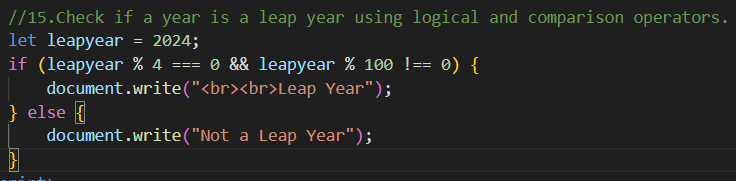 //15.Check if a year is a leap year using logical and comparison operators.
let leapyear = 2024;
if (leapyear % 4 === 0 && leapyear % 100 !== 0) {
    document.write("<br><br>Leap Year");
} else {
    document.write("Not a Leap Year");
}